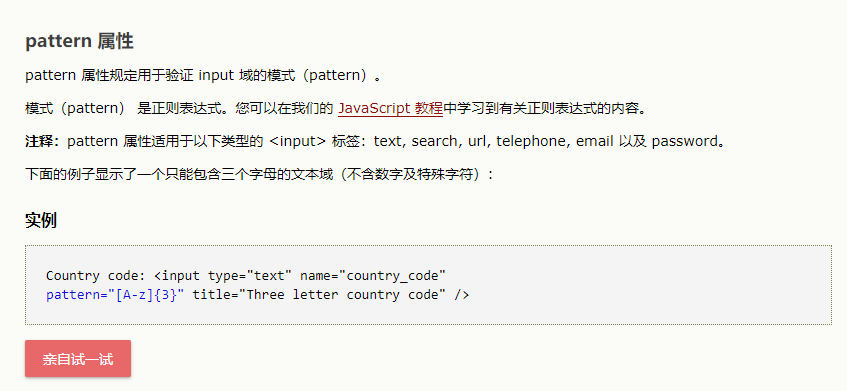 pattern 属性
pattern 属性规定用于验证 input 域的模式（pattern）。
模式（pattern） 是正则表达式。您可以在我们的 JavaScript 教程中学习到有关正则表达式的内容。
注释：pattern 属性适用于以下类型的 <input> 标签：text, search, url, telephone, email 以及 password。
下面的例子显示了一个只能包含三个字母的文本域（不含数字及特殊字符）：
实例
Country code: <input type="text" name="country_code"
pattern="[A-z]{3}" title="Three letter country code" />
亲自试一试